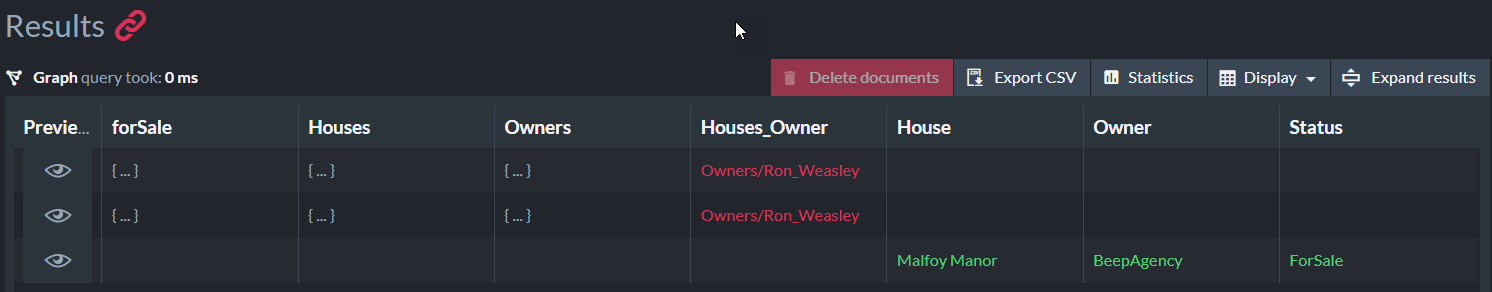 Results
Graph query took: 0 ms
Delete documents Export CSV Statistics Display Expand results
Previe... forSale Houses Owners Houses_Owner House Owner Status
{ ... } { ... } { ... } Owners/Ron_Weasley
{ ... } { ... } { ... } Owners/Ron_Weasley
Malfoy Manor BeepAgency ForSale